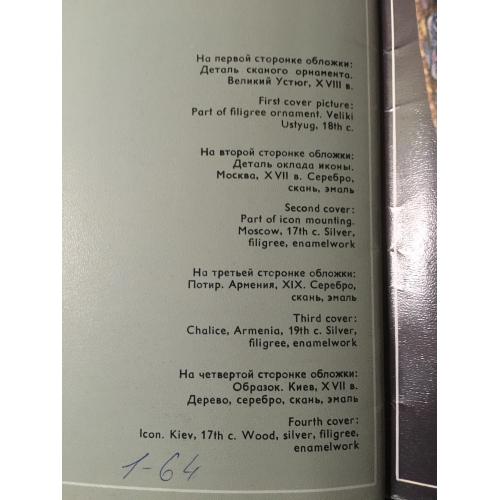 На первой сторонке обложки:
Деталь сканого орнамента.
Великий Устюг, XVIII в.
First cover picture:
Part of filigree ornament. Veliki
Ustyug, 18th c.
На второй сторонке обложки:
Деталь оклада иконы.
Москва, XVII в. Серебро,
скань, эмаль
Second cover:
Part of icon mounting.
Moscow, 17th c. Silver,
filigree, enamelwork
На третьей сторонке обложки:
Потир. Армения, XIX. Серебро,
скань, эмаль
Third cover:
Chalice, Armenia, 19th c. Silver,
filigree, enamelwork
На четвертой сторонке обложки:
Образок. Киев, XVII в.
Дерево, серебро, скань, эмаль
Fourth cover:
Icon. Kiev, 17th c. Wood, silver, filigree,
enamelwork
1-64